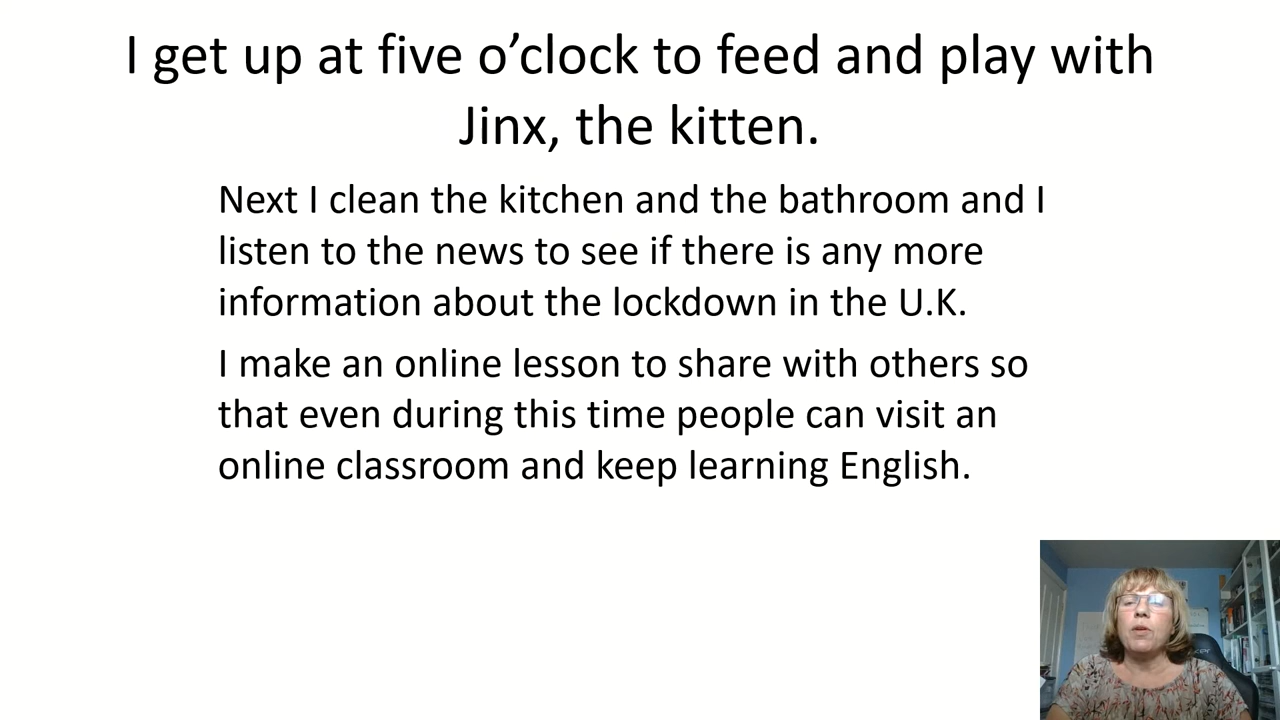 I get up at five o’clock to feed and play with
Jinx, the kitten.
Next I clean the kitchen and the bathroom and I
listen to the news to see if there is any more
information about the lockdown in the U.K.
I make an online lesson to share with others so
that even during this time people can visit an
online classroom and keep learning English.